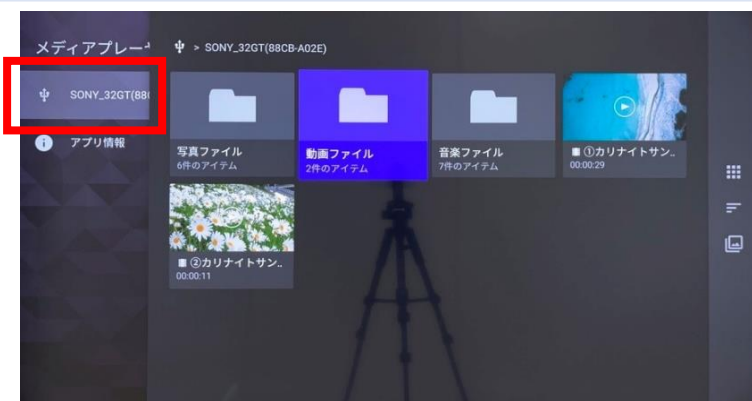 メディアプレーヤ
SONY_32GT(88C
アプリ情報
> SONY_32GT(88CB-A02E)
写真ファイル
6件のアイテム
動画ファイル
2件のアイテム
音楽ファイル
7件のアイテム
①カリナイトサン..
00:00:29
②カリナイトサン..
00:00:11